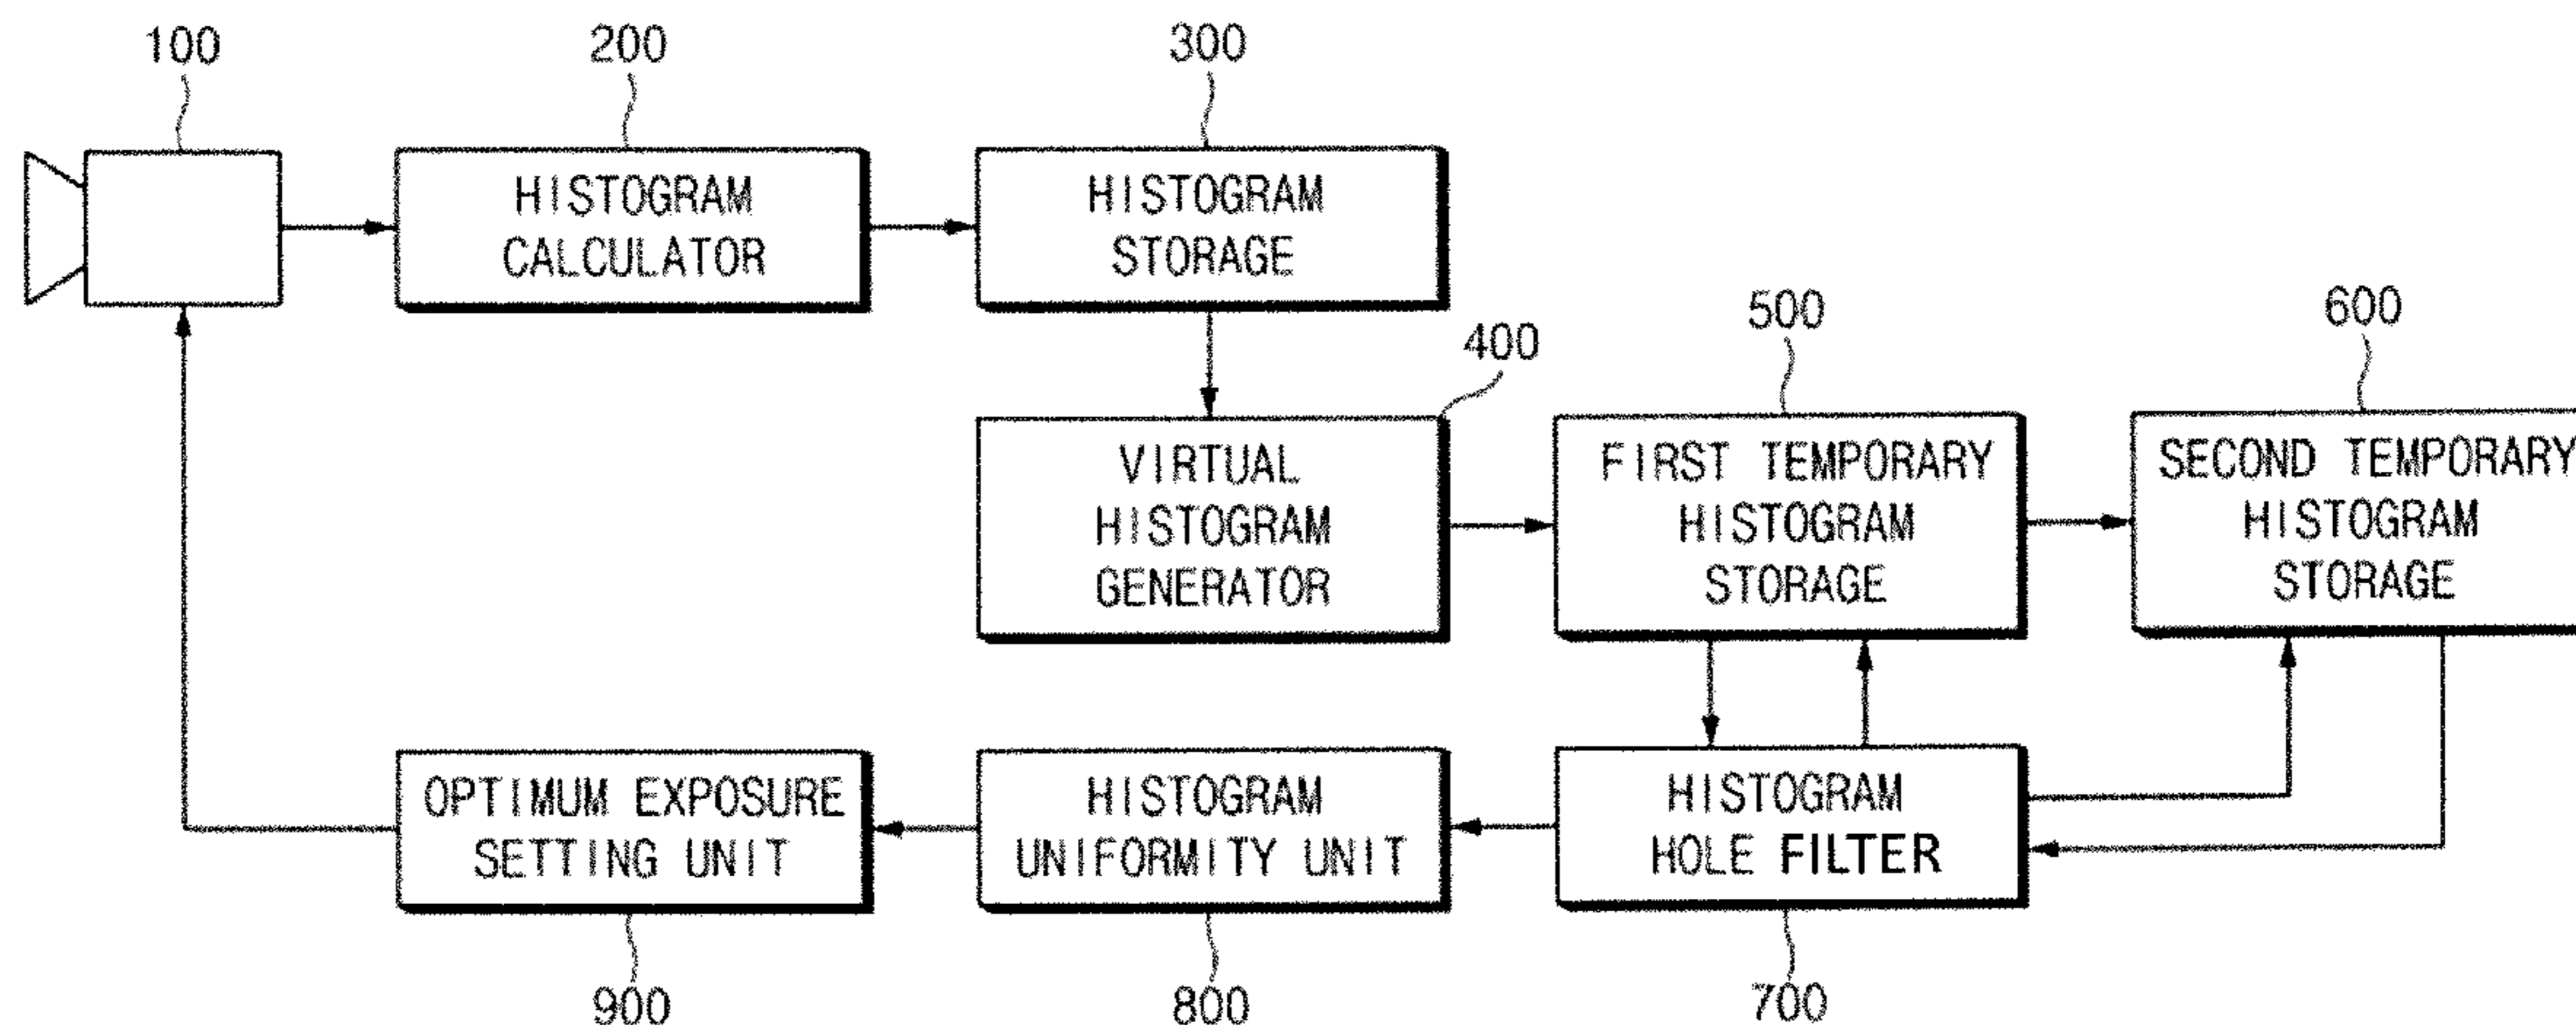 100
200
300
HISTOGRAM
CALCULATOR
HISTOGRAM
STORAGE
400
500
600
VIRTUAL
HISTOGRAM
GENERATOR
FIRST TEMPORARY
HISTOGRAM
STORAGE
SECOND TEMPORARY
HISTOGRAM
STORAGE
OPTIMUM EXPOSURE
SETTING UNIT
HISTOGRAM
UNIFORMITY UNIT
HISTOGRAM
HOLE FILTER
900
800
700